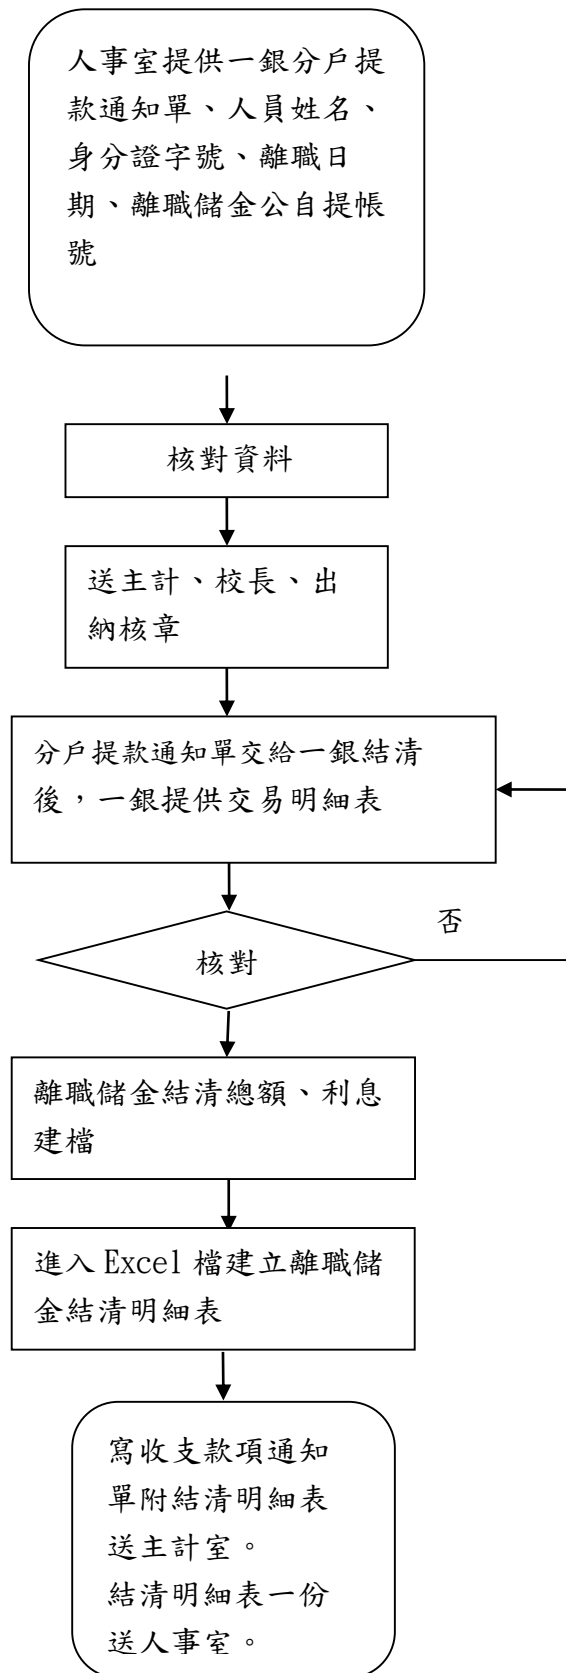 人事室提供一銀分戶提
款通知單、人員姓名、
身分證字號、離職日
期、離職儲金公自提帳
號
核對資料
送主計、校長、出
納核章
分戶提款通知單交給一銀結清
後，一銀提供交易明細表
否
核對
離職儲金結清總額、利息
建檔
進入 Excel 檔建立離職儲
金結清明細表
寫收支款項通知
單附結清明細表
送主計室。
結清明細表一份
送人事室。